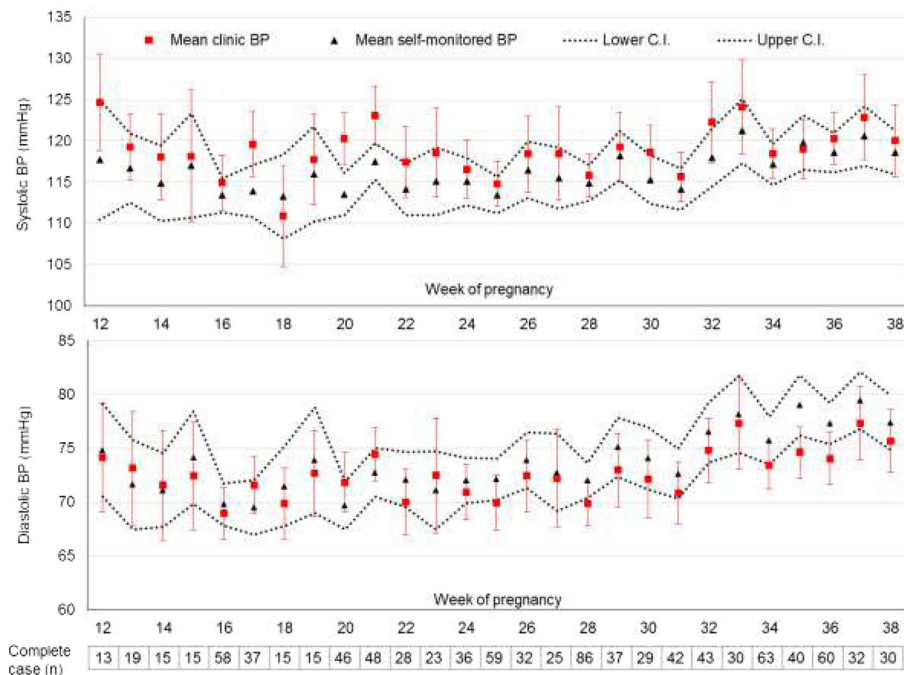 135
Mean clinic BP Mean self-monitored BP Lower C.I. Upper C.I.
130
125
120
115
110
105
100
Systolic BP (mmHg)
Week of pregnancy
12 14 16 18 20 22 24 26 28 30 32 34 36 38
85
80
75
70
65
60
Diastolic BP (mmHg)
Week of pregnancy
12 14 16 18 20 22 24 26 28 30 32 34 36 38
Complete
case (n)
13 19 15 15 58 37 15 15 46 48 28 23 36 59 32 25 86 37 29 42 43 30 63 40 60 32 30